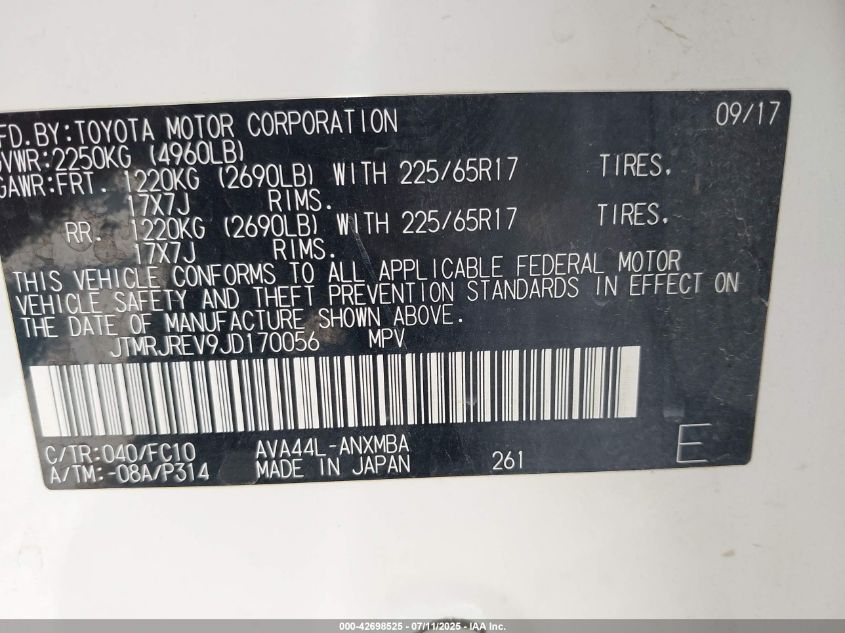 FD. BY: TOYOTA MOTOR CORPORATION 09/17
VWR: 2250KG (4960LB)
GAWR: FRT. 1220KG (2690LB) WITH 225/65R17 TIRES.
17X7J RIMS.
RR. 1220KG (2690LB) WITH 225/65R17 TIRES.
17X7J RIMS.
THIS VEHICLE CONFORMS TO ALL APPLICABLE FEDERAL MOTOR
VEHICLE SAFETY AND THEFT PREVENTION STANDARDS IN EFFECT ON
THE DATE OF MANUFACTURE SHOWN ABOVE.
JTMRJREV9JD170056 MPV
C/TR: 040/FC10 AVA44L-ANXMBA
A/TM: -08A/P314 MADE IN JAPAN 261 E
000-42698525 - 07/11/2025 - IAA Inc.